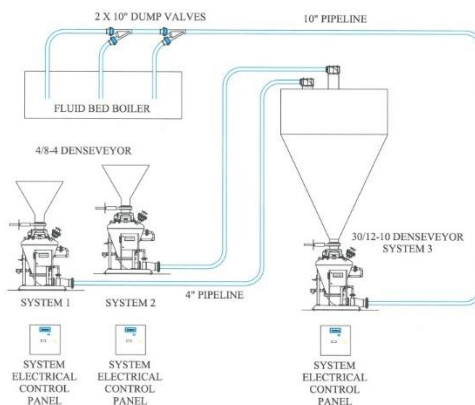 2 X 10" DUMP VALVES
10" PIPELINE
FLUID BED BOILER
4/8-4 DENSEVEYOR
30/12-10 DENSEVEYOR
SYSTEM 3
4" PIPELINE
SYSTEM 1
SYSTEM 2
SYSTEM
ELECTRICAL
CONTROL
PANEL
SYSTEM
ELECTRICAL
CONTROL
PANEL
SYSTEM
ELECTRICAL
CONTROL
PANEL